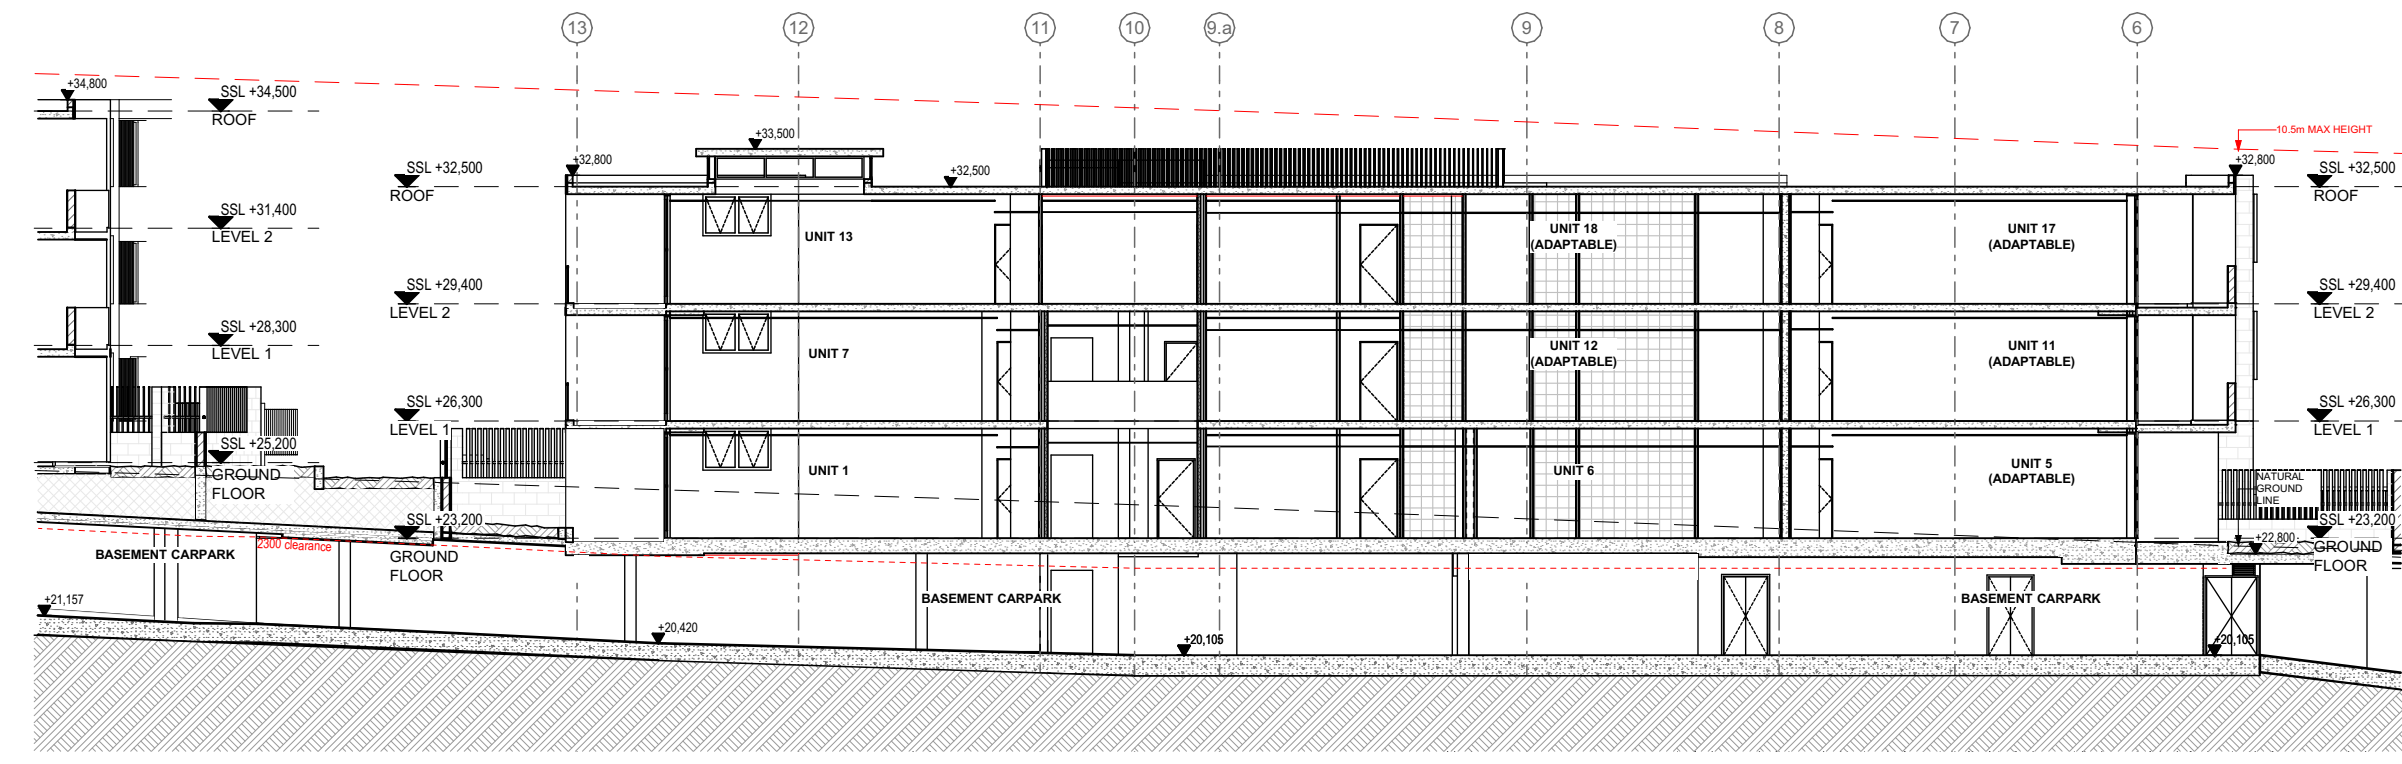 13 12 11 10 9.a 9 8 7 6
+34,800
SSL +34,500
ROOF
SSL +31,400
LEVEL 2
SSL +28,300
LEVEL 1
SSL +25,200
GROUND
FLOOR
SSL +32,500
ROOF
SSL +29,400
LEVEL 2
SSL +26,300
LEVEL 1
SSL +23,200
GROUND
FLOOR
+32,800
+33,500
+32,500
10.5m MAX HEIGHT
+32,800
SSL +32,500
ROOF
SSL +29,400
LEVEL 2
SSL +26,300
LEVEL 1
NATURAL
GROUND
LINE
SSL +23,200
GROUND
FLOOR
+22,800
UNIT 13
UNIT 18
(ADAPTABLE)
UNIT 17
(ADAPTABLE)
UNIT 7
UNIT 12
(ADAPTABLE)
UNIT 11
(ADAPTABLE)
UNIT 1
UNIT 6
UNIT 5
(ADAPTABLE)
2300 clearance
BASEMENT CARPARK
BASEMENT CARPARK
BASEMENT CARPARK
+21,157
+20,420
+20,105
+20,105